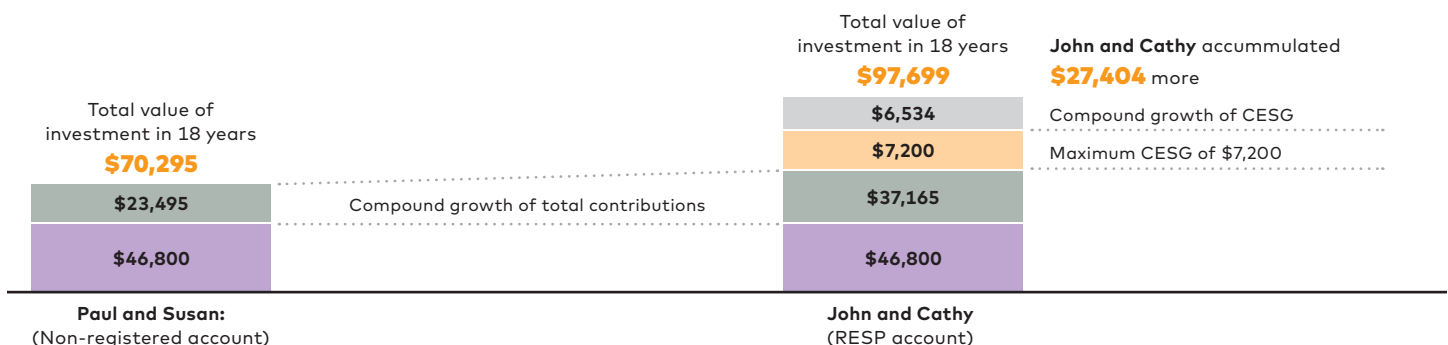 Total value of
investment in 18 years
$70,295
$23,495
$46,800
Paul and Susan:
(Non-registered account)
Compound growth of total contributions
Total value of
investment in 18 years
$97,699
$6,534
$7,200
$37,165
$46,800
John and Cathy
(RESP account)
John and Cathy accummulated
$27,404 more
Compound growth of CESG
Maximum CESG of $7,200